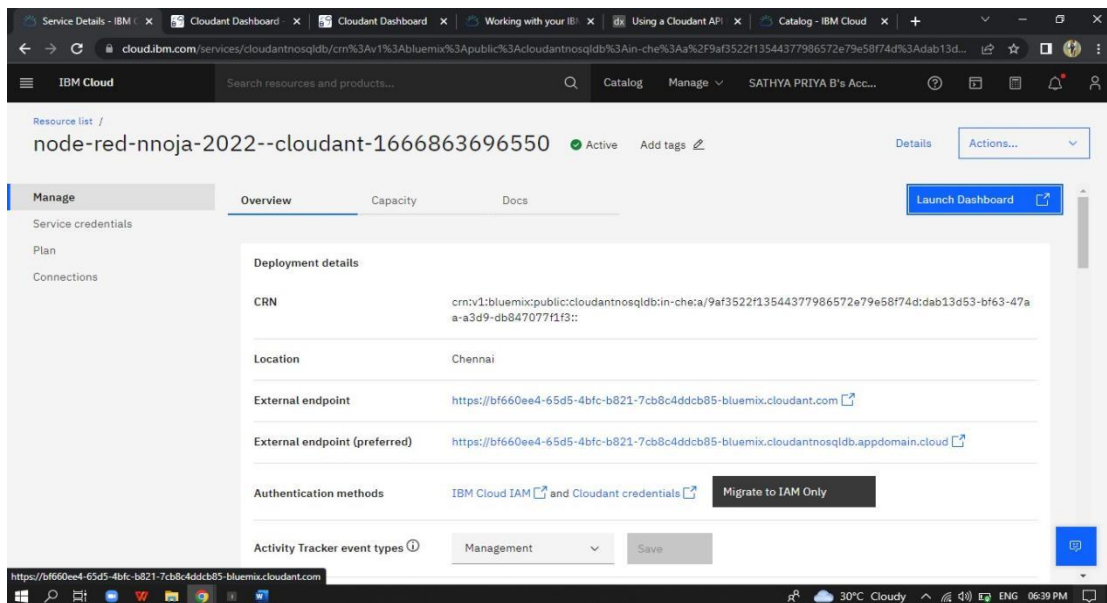 Service Details - IBM C
Cloudant Dashboard -
Cloudant Dashboard
Working with your IBM
Using a Cloudant API
Catalog - IBM Cloud
cloud.ibm.com/services/cloudantnosqldb/crn%3Av1%3Abluemix%3Apublic%3Acloudantnosqldb%3Ain-che%3Aa%2F9af3522f13544377986572e79e58f74d%3Adab13d...
IBM Cloud Search resources and products... Catalog Manage SATHYA PRIYA B's Acc...
Resource list /
node-red-nnoja-2022--cloudant-1666863696550 Active Add tags Details Actions...
Manage Overview Capacity Docs Launch Dashboard
Service credentials
Plan
Connections
Deployment details
CRN crn:v1:bluemix:public:cloudantnosqldb:in-che:a/9af3522f13544377986572e79e58f74d:dab13d53-bf63-47a
a-a3d9-db847077f1f3::
Location Chennai
External endpoint https://bf660ee4-65d5-4bfc-b821-7cb8c4ddcb85-bluemix.cloudant.com
External endpoint (preferred) https://bf660ee4-65d5-4bfc-b821-7cb8c4ddcb85-bluemix.cloudantnosqldb.appdomain.cloud
Authentication methods IBM Cloud IAM and Cloudant credentials Migrate to IAM Only
Activity Tracker event types Management Save
https://bf660ee4-65d5-4bfc-b821-7cb8c4ddcb85-bluemix.cloudant.com
30°C Cloudy ENG 06:39 PM